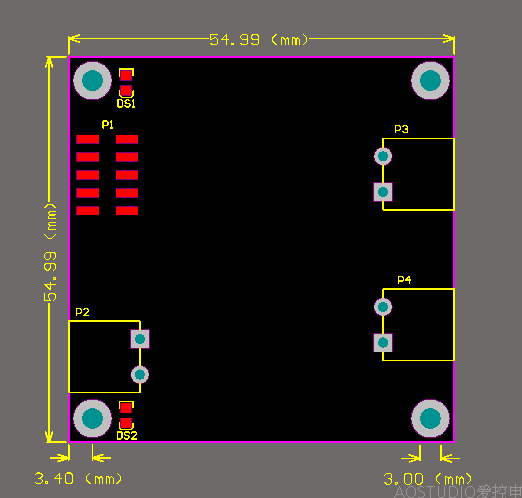 54.99 (mm)
DS1
P1
P3
54.99 (mm)
P4
P2
DS2
3.40 (mm)
3.00 (mm)
AOSTUDIO爱控电